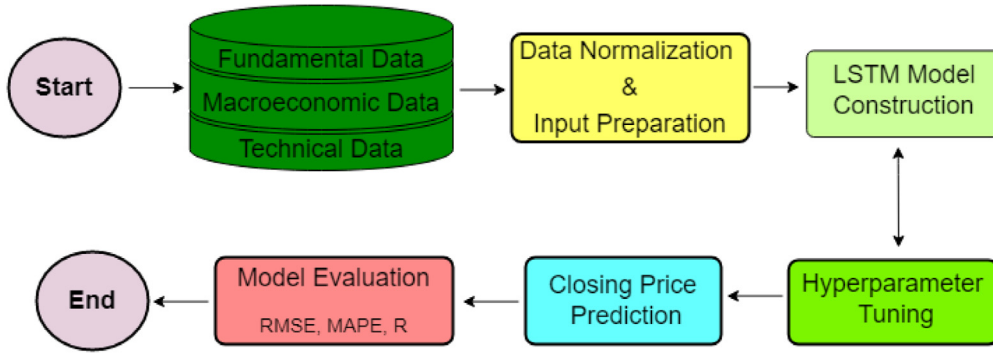 Start
Fundamental Data
Macroeconomic Data
Technical Data
Data Normalization
&
Input Preparation
LSTM Model
Construction
Hyperparameter
Tuning
Closing Price
Prediction
Model Evaluation
RMSE, MAPE, R
End